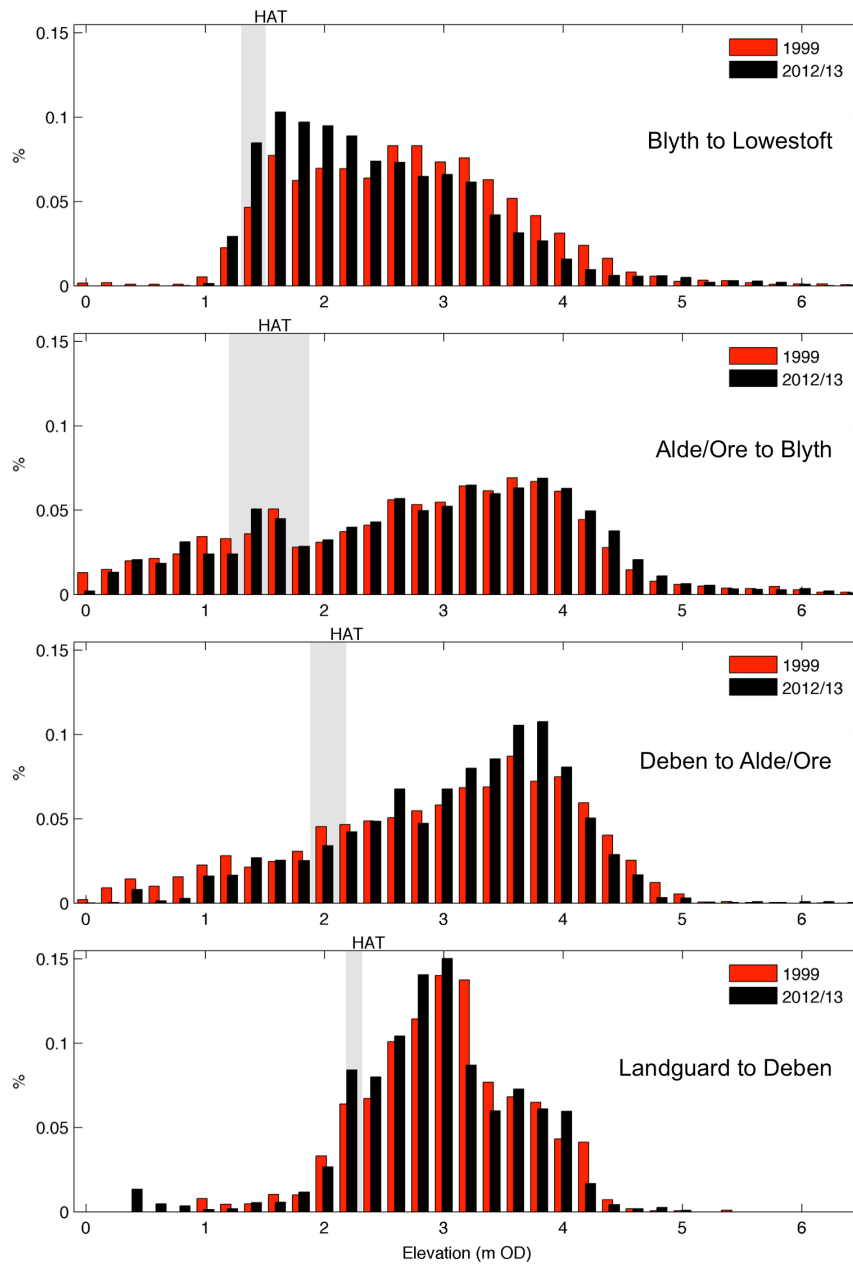 HAT
0.15
0.1
0.05
0
%
1999
2012/13
Blyth to Lowestoft
0 1 2 3 4 5 6
HAT
0.15
0.1
0.05
0
%
1999
2012/13
Alde/Ore to Blyth
0 1 2 3 4 5 6
HAT
0.15
0.1
0.05
0
%
1999
2012/13
Deben to Alde/Ore
0 1 2 3 4 5 6
HAT
0.15
0.1
0.05
0
%
1999
2012/13
Landguard to Deben
0 1 2 3 4 5 6
Elevation (m OD)